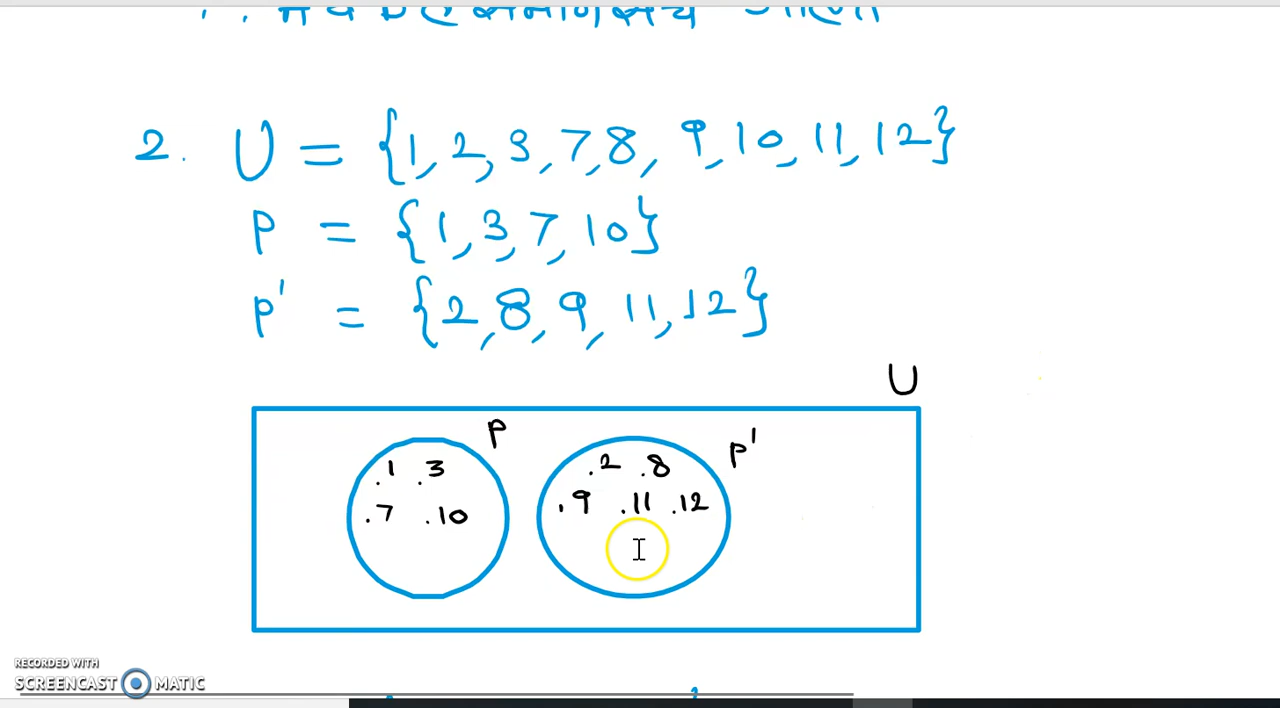 2. U = {1, 2, 3, 7, 8, 9, 10, 11, 12}
P = {1, 3, 7, 10}
P' = {2, 8, 9, 11, 12}
U
P
P'
.1 .3
.7 .10
.2 .8
.9 .11 .12
RECORDED WITH
SCREENCAST MATIC